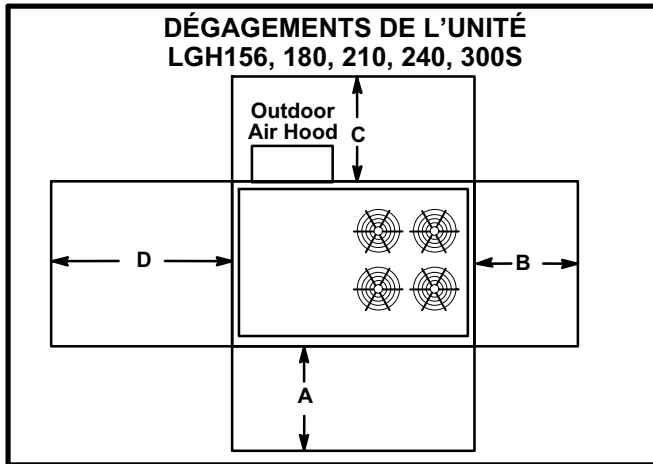 DÉGAGEMENTS DE L’UNITÉ
LGH156, 180, 210, 240, 300S
Outdoor
Air Hood
C
D
B
A